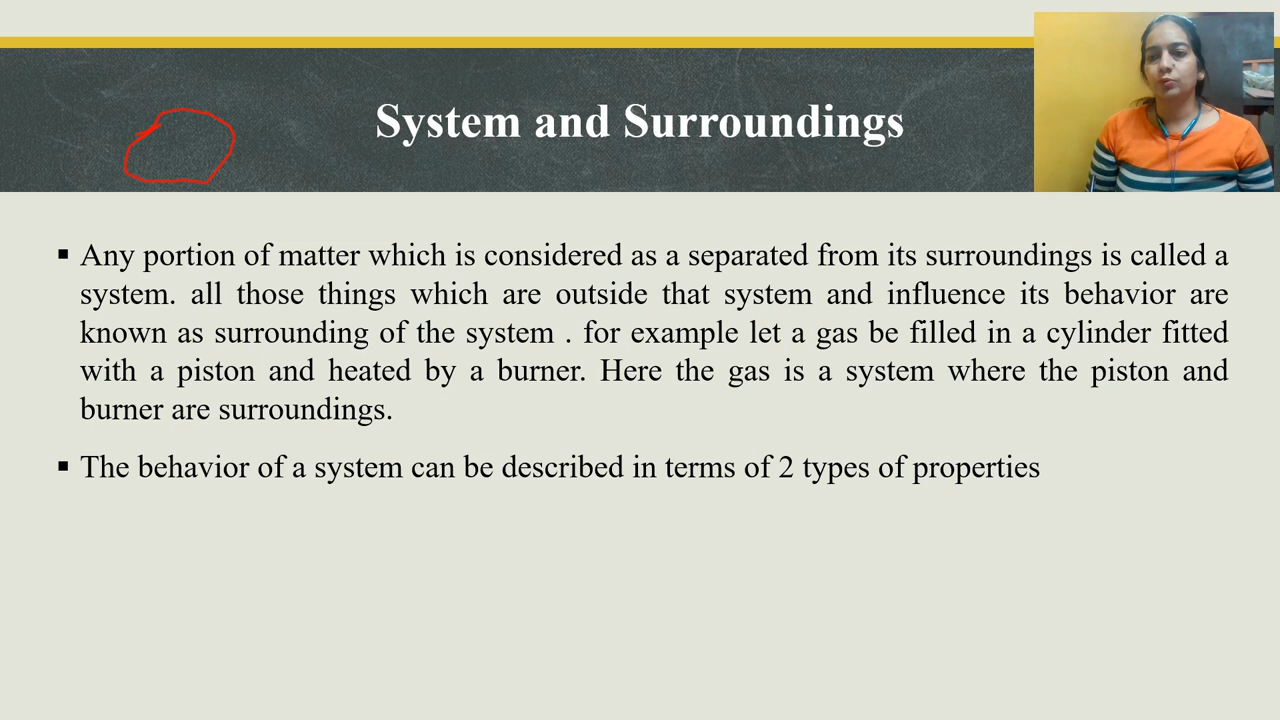 System and Surroundings
▪ Any portion of matter which is considered as a separated from its surroundings is called a
system. all those things which are outside that system and influence its behavior are
known as surrounding of the system . for example let a gas be filled in a cylinder fitted
with a piston and heated by a burner. Here the gas is a system where the piston and
burner are surroundings.
▪ The behavior of a system can be described in terms of 2 types of properties